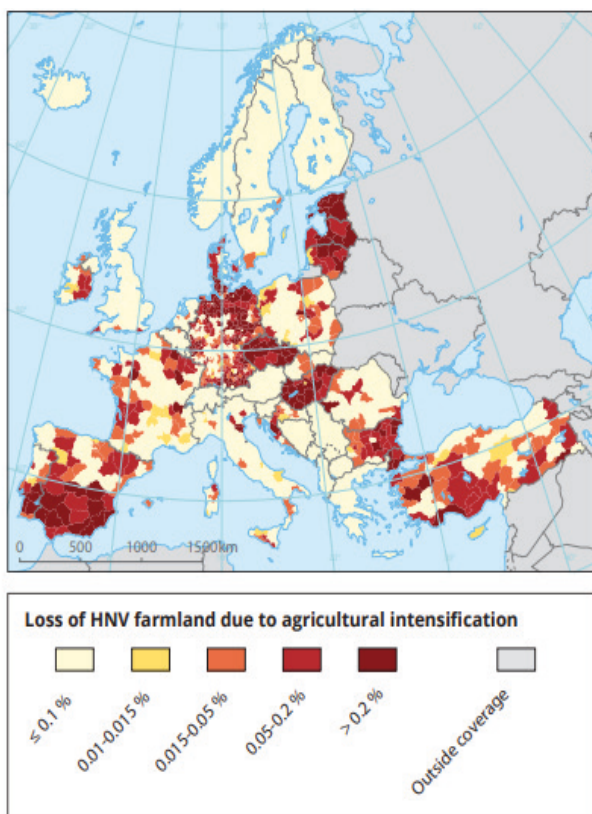 0 500 1000 1500km
Loss of HNV farmland due to agricultural intensification
≤ 0.1 %
0.01-0.015 %
0.015-0.05 %
0.05-0.2 %
> 0.2 %
Outside coverage